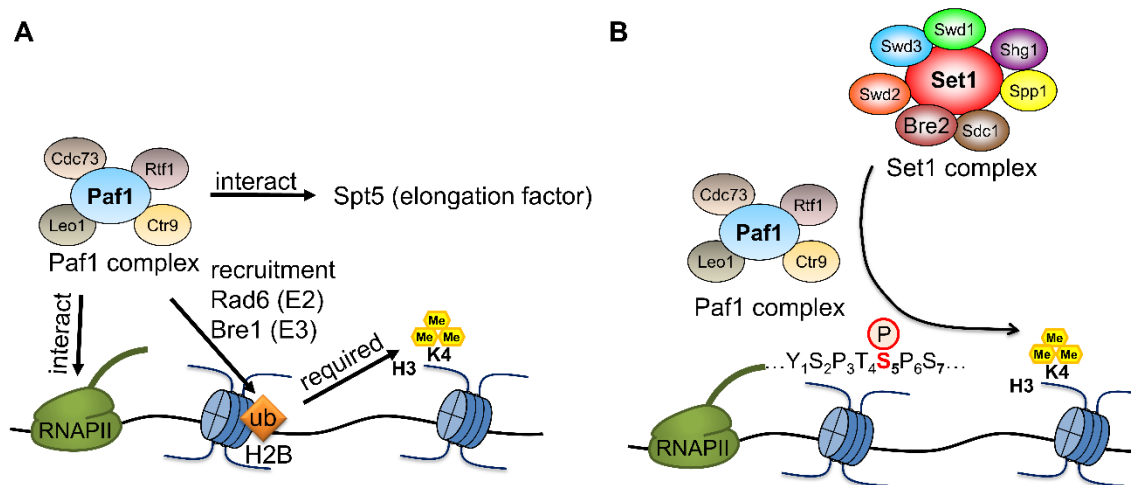 A
Cdc73
Rtf1
Paf1
Leo1
Ctr9
Paf1 complex
interact
Spt5 (elongation factor)
recruitment
Rad6 (E2)
Bre1 (E3)
interact
required
Me
Me Me
K4
H3
RNAPII
ub
H2B
B
Swd1
Swd3
Shg1
Set1
Swd2
Spp1
Bre2
Sdc1
Set1 complex
Cdc73
Rtf1
Paf1
Leo1
Ctr9
Paf1 complex
P
...Y₁S₂P₃T₄S₅P₆S₇...
Me
Me Me
K4
H3
RNAPII